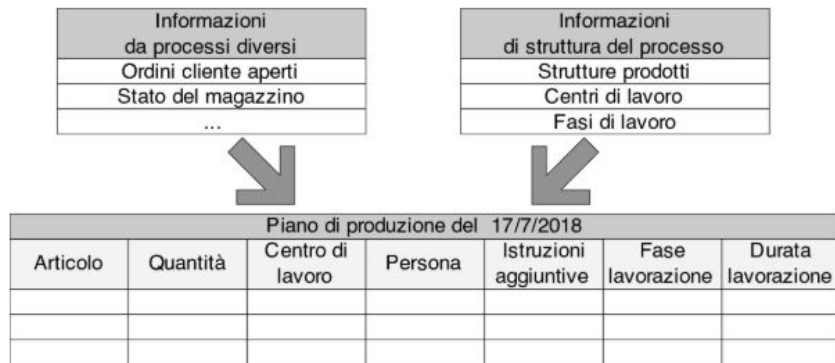 Informazioni
da processi diversi
Ordini cliente aperti
Stato del magazzino
...
Informazioni
di struttura del processo
Strutture prodotti
Centri di lavoro
Fasi di lavoro
Piano di produzione del 17/7/2018
Articolo Quantità Centro di lavoro Persona Istruzioni aggiuntive Fase lavorazione Durata lavorazione